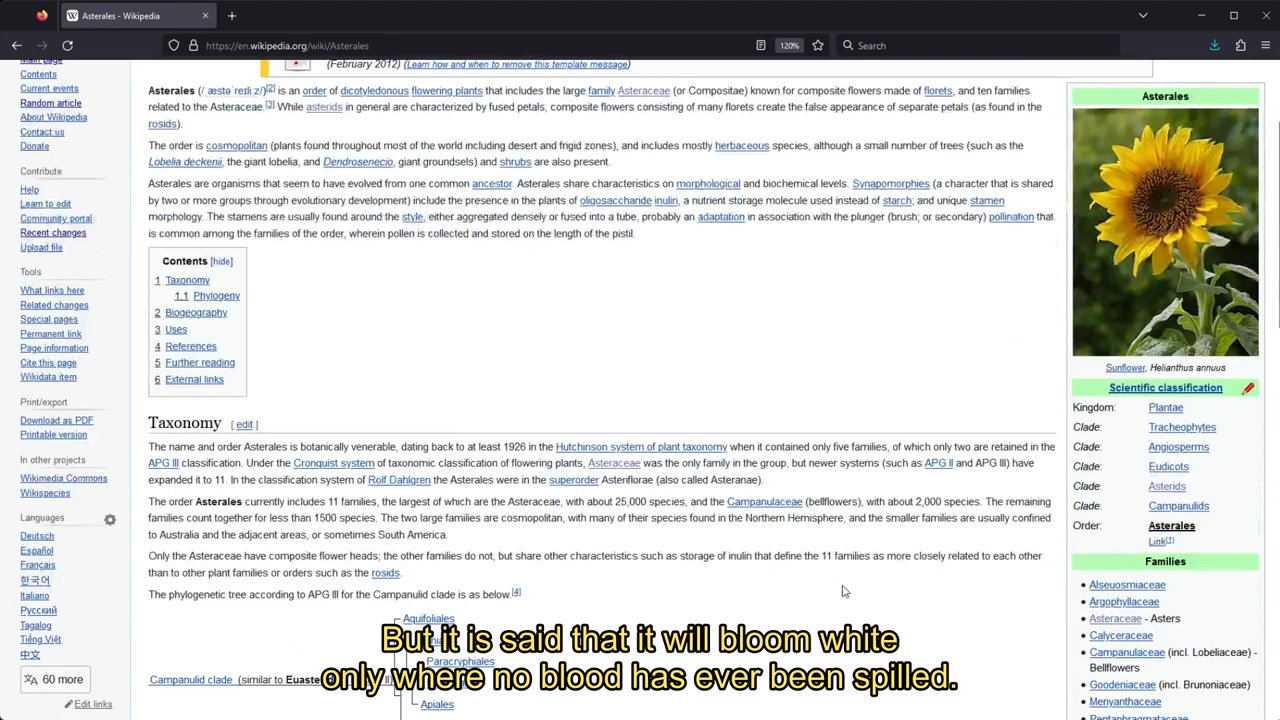 Asterales - Wikipedia
https://en.wikipedia.org/wiki/Asterales
120%
Search
Main page
Contents
Current events
Random article
About Wikipedia
Contact us
Donate
Contribute
Help
Learn to edit
Community portal
Recent changes
Upload file
Tools
What links here
Related changes
Special pages
Permanent link
Page information
Cite this page
Wikidata item
Print/export
Download as PDF
Printable version
In other projects
Wikimedia Commons
Wikispecies
Languages
Deutsch
Español
Français
한국어
Italiano
Русский
Tagalog
Tiếng Việt
中文
60 more
Edit links
(February 2012) (Learn how and when to remove this template message)
Asterales (/ˌæstəˈreɪliːz/)[2] is an order of dicotyledonous flowering plants that includes the large family Asteraceae (or Compositae) known for composite flowers made of florets, and ten families
related to the Asteraceae.[3] While asterids in general are characterized by fused petals, composite flowers consisting of many florets create the false appearance of separate petals (as found in the
rosids).
The order is cosmopolitan (plants found throughout most of the world including desert and frigid zones), and includes mostly herbaceous species, although a small number of trees (such as the
Lobelia deckenii, the giant lobelia, and Dendrosenecio, giant groundsels) and shrubs are also present.
Asterales are organisms that seem to have evolved from one common ancestor. Asterales share characteristics on morphological and biochemical levels. Synapomorphies (a character that is shared
by two or more groups through evolutionary development) include the presence in the plants of oligosaccharide inulin, a nutrient storage molecule used instead of starch; and unique stamen
morphology. The stamens are usually found around the style, either aggregated densely or fused into a tube, probably an adaptation in association with the plunger (brush; or secondary) pollination that
is common among the families of the order, wherein pollen is collected and stored on the length of the pistil.
Contents [hide]
1 Taxonomy
1.1 Phylogeny
2 Biogeography
3 Uses
4 References
5 Further reading
6 External links
Taxonomy [ edit ]
The name and order Asterales is botanically venerable, dating back to at least 1926 in the Hutchinson system of plant taxonomy when it contained only five families, of which only two are retained in the
APG III classification. Under the Cronquist system of taxonomic classification of flowering plants, Asteraceae was the only family in the group, but newer systems (such as APG II and APG III) have
expanded it to 11. In the classification system of Rolf Dahlgren the Asterales were in the superorder Asteriflorae (also called Asteranae).
The order Asterales currently includes 11 families, the largest of which are the Asteraceae, with about 25,000 species, and the Campanulaceae (bellflowers), with about 2,000 species. The remaining
families count together for less than 1500 species. The two large families are cosmopolitan, with many of their species found in the Northern Hemisphere, and the smaller families are usually confined
to Australia and the adjacent areas, or sometimes South America.
Only the Asteraceae have composite flower heads; the other families do not, but share other characteristics such as storage of inulin that define the 11 families as more closely related to each other
than to other plant families or orders such as the rosids.
The phylogenetic tree according to APG III for the Campanulid clade is as below.[4]
Aquifoliales
Paracryphiales
Campanulid clade (similar to Euaste
Apiales
Asterales
Sunflower, Helianthus annuus
Scientific classification
Kingdom: Plantae
Clade: Tracheophytes
Clade: Angiosperms
Clade: Eudicots
Clade: Asterids
Clade: Campanulids
Order: Asterales
Link[1]
Families
• Alseuosmiaceae
• Argophyllaceae
• Asteraceae - Asters
• Calyceraceae
• Campanulaceae (incl. Lobeliaceae) -
Bellflowers
• Goodeniaceae (incl. Brunoniaceae)
• Menyanthaceae
• Pentaphragmataceae
But it is said that it will bloom white
only where no blood has ever been spilled.